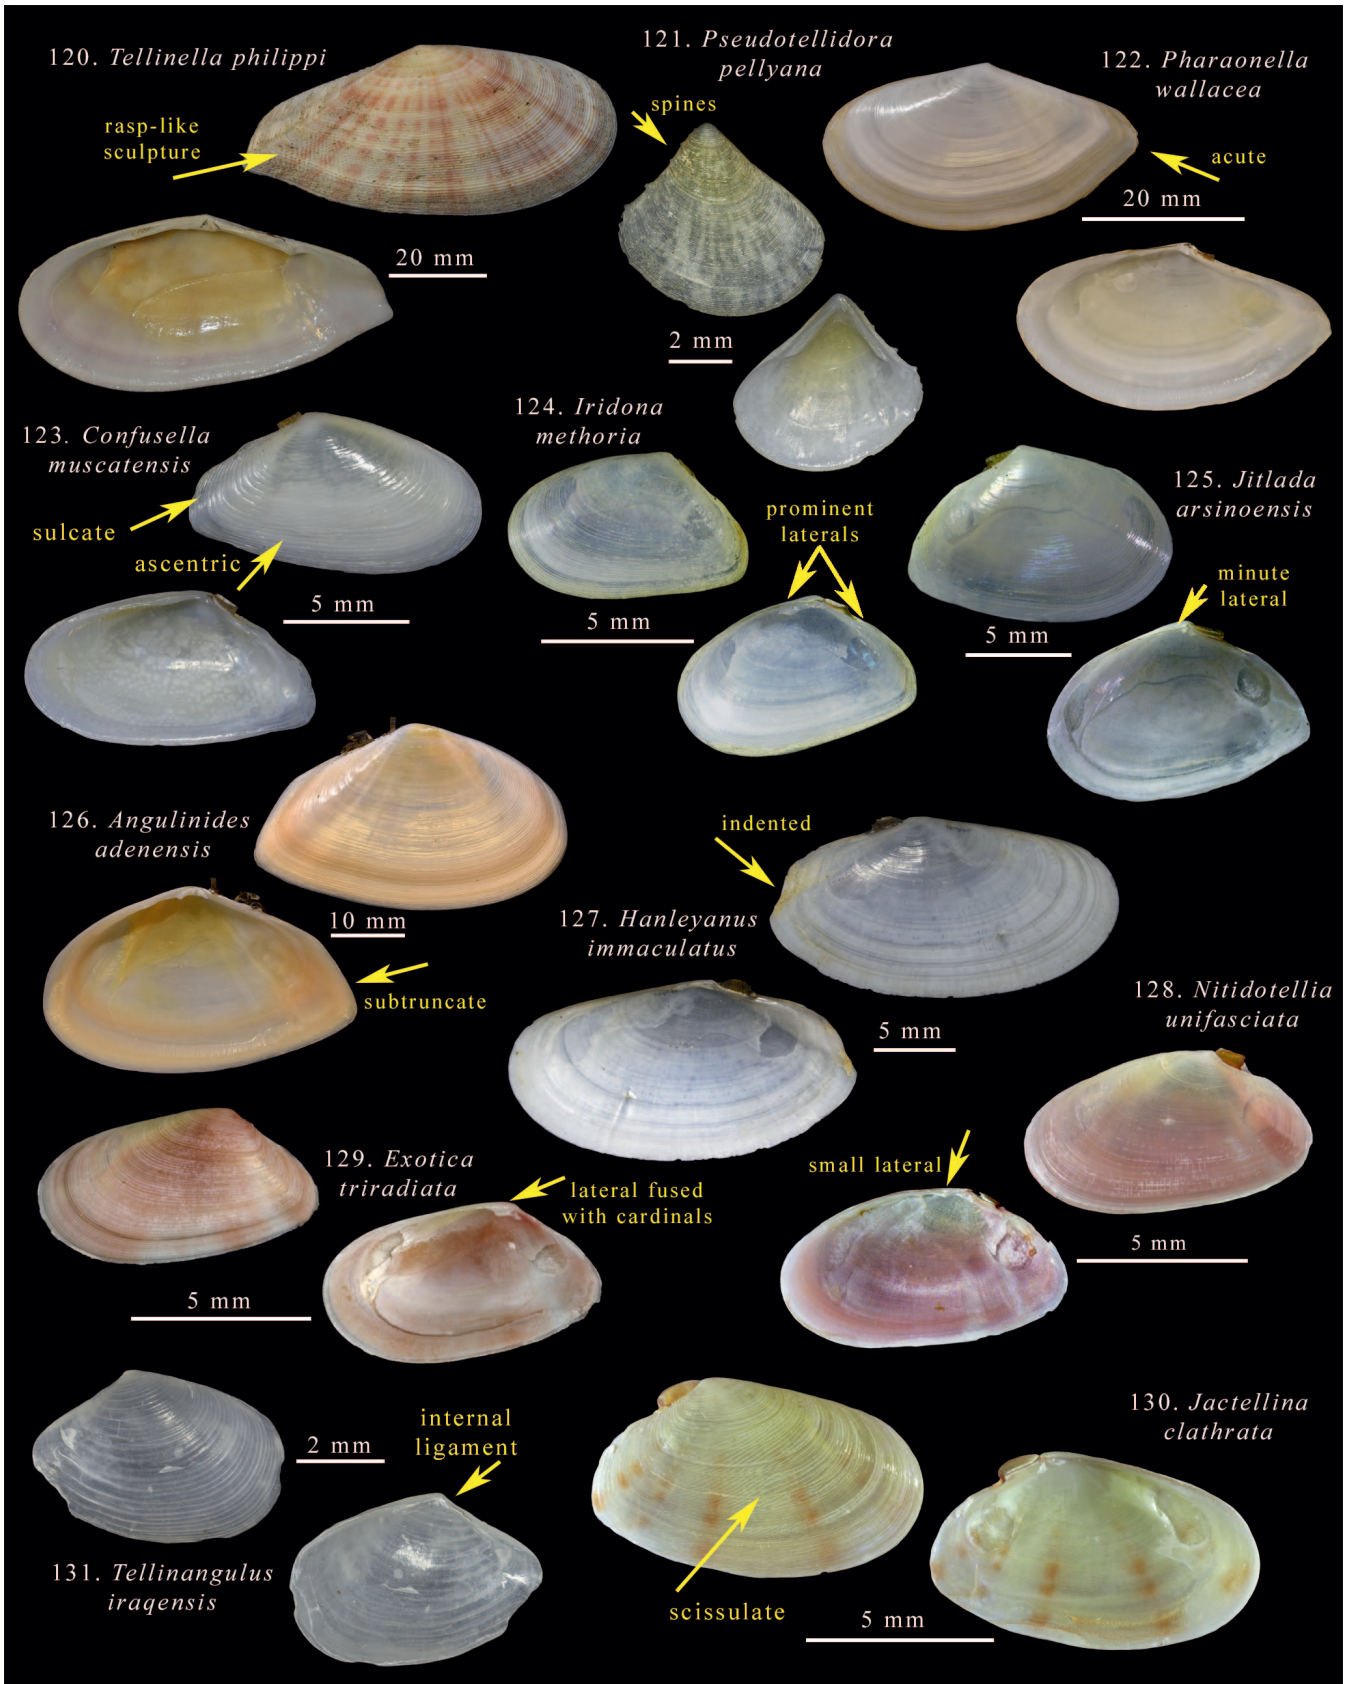 120. Tellinella philippi
rasp-like
sculpture
20 mm
121. Pseudotellidora
pellyana
spines
2 mm
122. Pharaonella
wallacea
acute
20 mm
123. Confusella
muscatensis
sulcate
ascentric
5 mm
124. Iridona
methoria
5 mm
prominent
laterals
125. Jitlada
arsinoensis
minute
lateral
5 mm
126. Angulinides
adenensis
10 mm
subtruncate
indented
127. Hanleyanus
immaculatus
5 mm
128. Nitidotellia
unifasciata
small lateral
5 mm
129. Exotica
triradiata
lateral fused
with cardinals
5 mm
130. Jactellina
clathrata
scissulate
5 mm
internal
ligament
2 mm
131. Tellinangulus
iraqensis